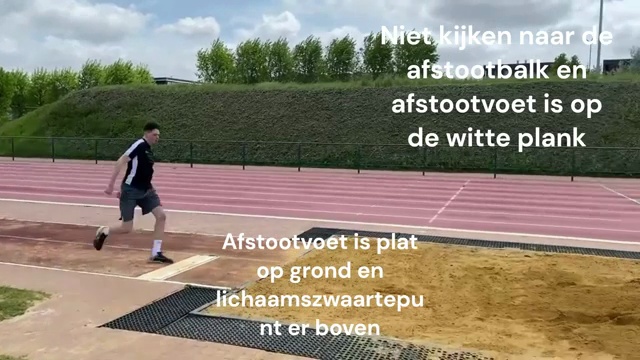 Niet kijken naar de
afstootbalk en
afstootvoet is op
de witte plank
Afstootvoet is plat
op grond en
lichaamszwaartepu
nt er boven